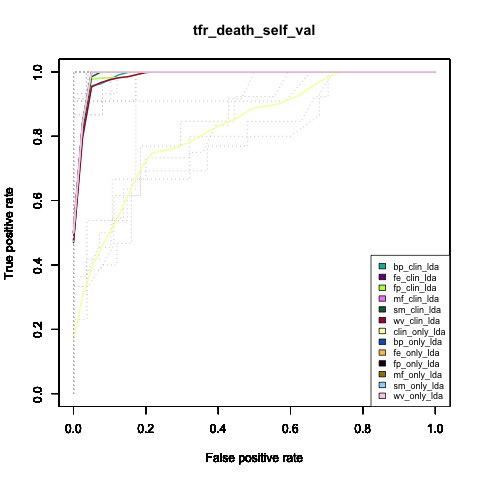 tfr_death_self_val
True positive rate
1.0
0.8
0.6
0.4
0.2
0.0
bp_clin_lda
fe_clin_lda
fp_clin_lda
mf_clin_lda
sm_clin_lda
wv_clin_lda
clin_only_lda
bp_only_lda
fe_only_lda
fp_only_lda
mf_only_lda
sm_only_lda
wv_only_lda
0.0 0.2 0.4 0.6 0.8 1.0
False positive rate